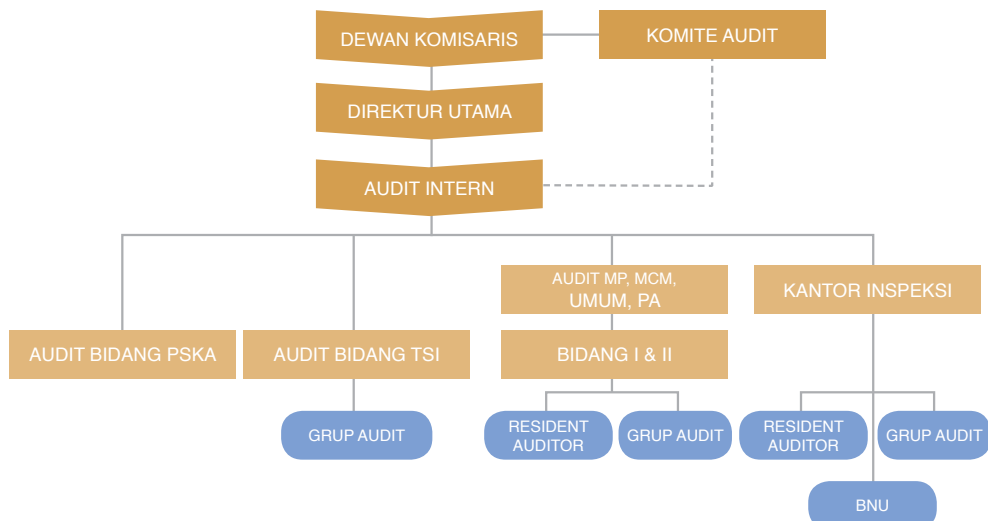 DEWAN KOMISARIS
KOMITE AUDIT
DIREKTUR UTAMA
AUDIT INTERN
AUDIT MP, MCM,
UMUM, PA
KANTOR INSPEKSI
AUDIT BIDANG PSKA
AUDIT BIDANG TSI
BIDANG I & II
GRUP AUDIT
RESIDENT
AUDITOR
GRUP AUDIT
RESIDENT
AUDITOR
GRUP AUDIT
BNU